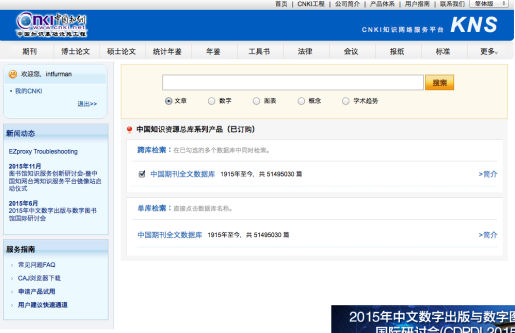 首页 | CNKI工程 | 公司简介 | 产品体系 | 用户指南 | 联系我们 繁体版
CNKI 中国知网
www.cnki.net
中国知识基础设施工程
CNKI知识网络服务平台 KNS
期刊 博士论文 硕士论文 统计年鉴 年鉴 工具书 法律 会议 报纸 标准 更多
欢迎您, intfurman
我的CNKI
退出>>
搜索
文章 数字 图表 概念 学术趋势
新闻动态
EZproxy Troubleshooting
2015年11月
图书馆知识服务创新研讨会-暨中
国知网台湾知识服务平台镜像站启
动仪式
2015年6月
2015年中文数字出版与数字图书
馆国际研讨会
服务指南
常见问题FAQ
CAJ浏览器下载
申请产品试用
用户建议快速通道
中国知识资源总库系列产品（已订购）
跨库检索：在已勾选的多个数据库中同时检索。
中国期刊全文数据库 1915年至今，共 51495030 篇 >简介
单库检索：直接点击数据库名称。
中国期刊全文数据库 1915年至今，共 51495030 篇 >简介
2015年中文数字出版与数字图
国际研讨会(CDPDL2015